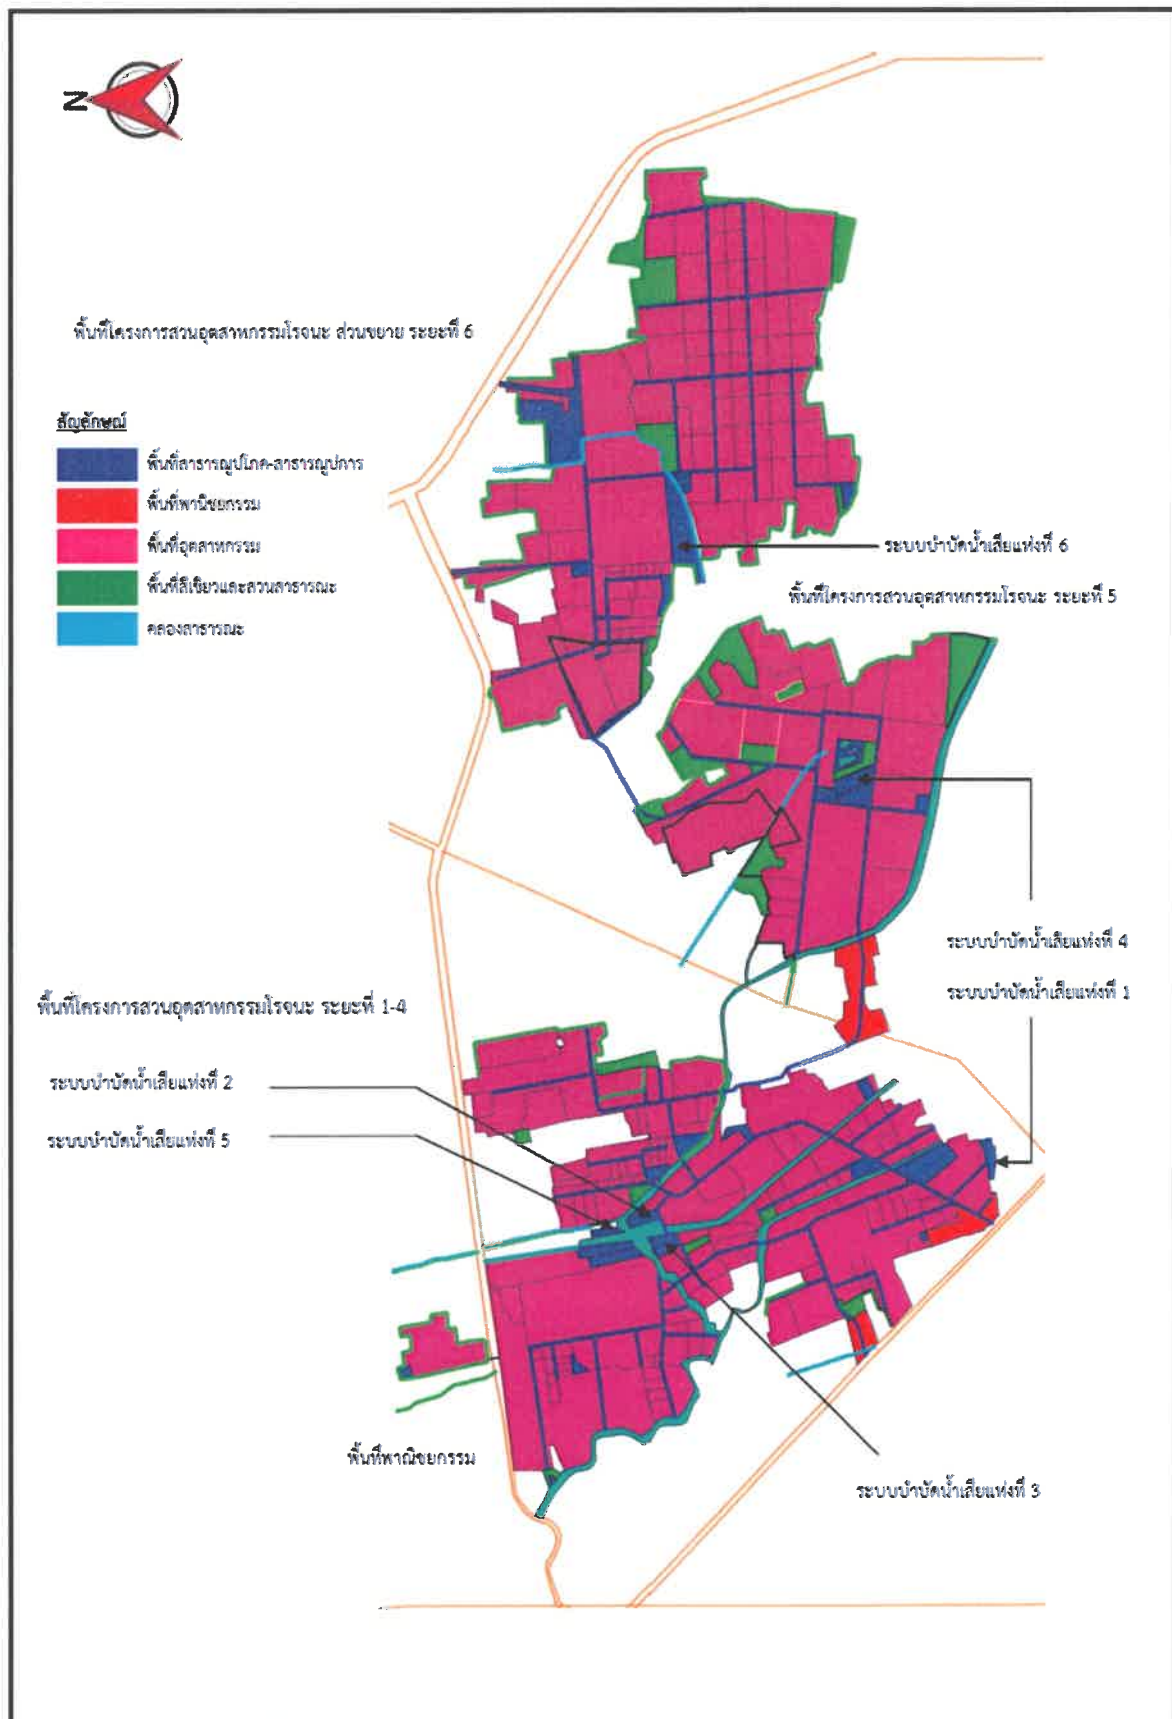 N
พื้นที่โครงการสวนอุตสาหกรรมโรจนะ ส่วนขยาย ระยะที่ 6
สัญลักษณ์
พื้นที่สาธารณูปโภค-สาธารณูปการ
พื้นที่พานิชยกรรม
พื้นที่อุตสาหกรรม
พื้นที่สีเขียวและสวนสาธารณะ
คลองสาธารณะ
ระบบบำบัดน้ำเสียแห่งที่ 6
พื้นที่โครงการสวนอุตสาหกรรมโรจนะ ระยะที่ 5
ระบบบำบัดน้ำเสียแห่งที่ 4
ระบบบำบัดน้ำเสียแห่งที่ 1
พื้นที่โครงการสวนอุตสาหกรรมโรจนะ ระยะที่ 1-4
ระบบบำบัดน้ำเสียแห่งที่ 2
ระบบบำบัดน้ำเสียแห่งที่ 5
พื้นที่พาณิชยกรรม
ระบบบำบัดน้ำเสียแห่งที่ 3